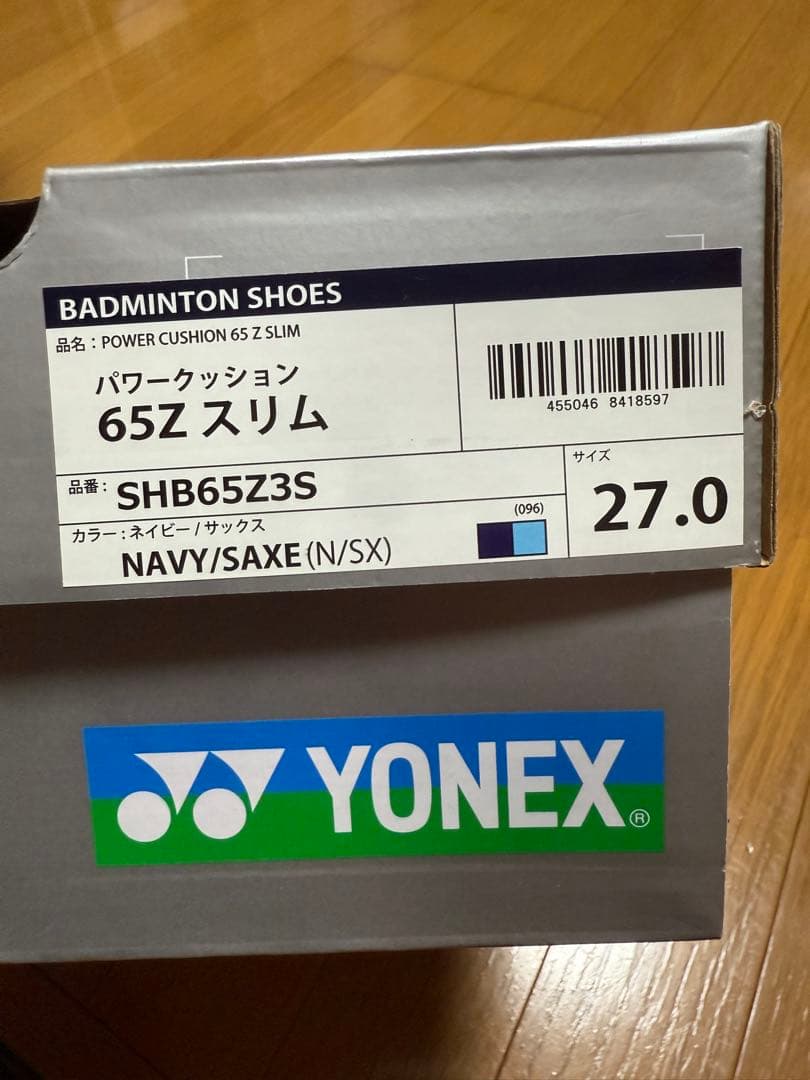 BADMINTON SHOES
品名：POWER CUSHION 65 Z SLIM
パワークッション
65Z スリム
455046 8418597
品番：SHB65Z3S
サイズ
27.0
カラー：ネイビー / サックス
(096)
NAVY/SAXE (N/SX)
YONEX®